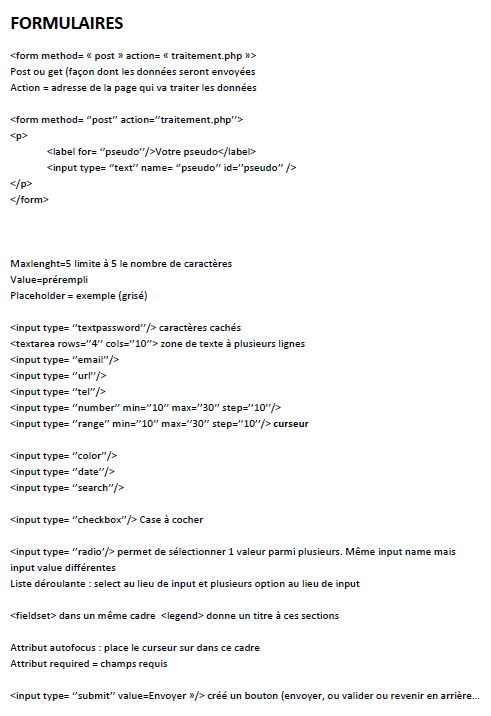 FORMULAIRES
<form method= « post » action= « traitement.php »>
Post ou get (façon dont les données seront envoyées
Action = adresse de la page qui va traiter les données
<form method= “post” action=”traitement.php”>
<p>
<label for= “pseudo”/>Votre pseudo</label>
<input type= “text” name= “pseudo” id=”pseudo” />
</p>
</form>
Maxlenght=5 limite à 5 le nombre de caractères
Value=prérempli
Placeholder = exemple (grisé)
<input type= “textpassword”/> caractères cachés
<textarea rows=”4” cols=”10”> zone de texte à plusieurs lignes
<input type= “email”/>
<input type= “url”/>
<input type= “tel”/>
<input type= “number” min=”10” max=”30” step=”10”/>
<input type= “range” min=”10” max=”30” step=”10”/> curseur
<input type= “color”/>
<input type= “date”/>
<input type= “search”/>
<input type= “checkbox”/> Case à cocher
<input type= “radio’/> permet de sélectionner 1 valeur parmi plusieurs. Même input name mais
input value différentes
Liste déroulante : select au lieu de input et plusieurs option au lieu de input
<fieldset> dans un même cadre <legend> donne un titre à ces sections
Attribut autofocus : place le curseur sur dans ce cadre
Attribut required = champs requis
<input type= “submit” value=Envoyer »/> créé un bouton (envoyer, ou valider ou revenir en arrière…